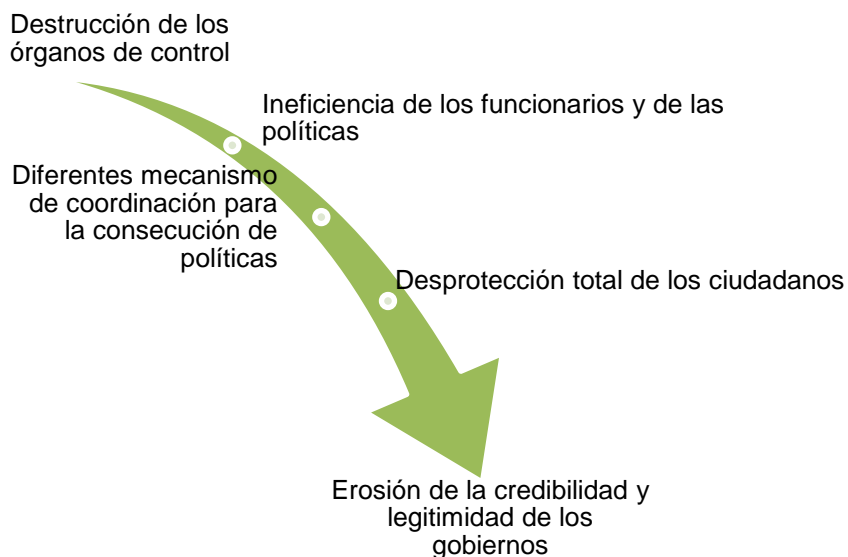 Destrucción de los
órganos de control
Ineficiencia de los funcionarios y de las
políticas
Diferentes mecanismo
de coordinación para
la consecución de
políticas
Desprotección total de los ciudadanos
Erosión de la credibilidad y
legitimidad de los
gobiernos